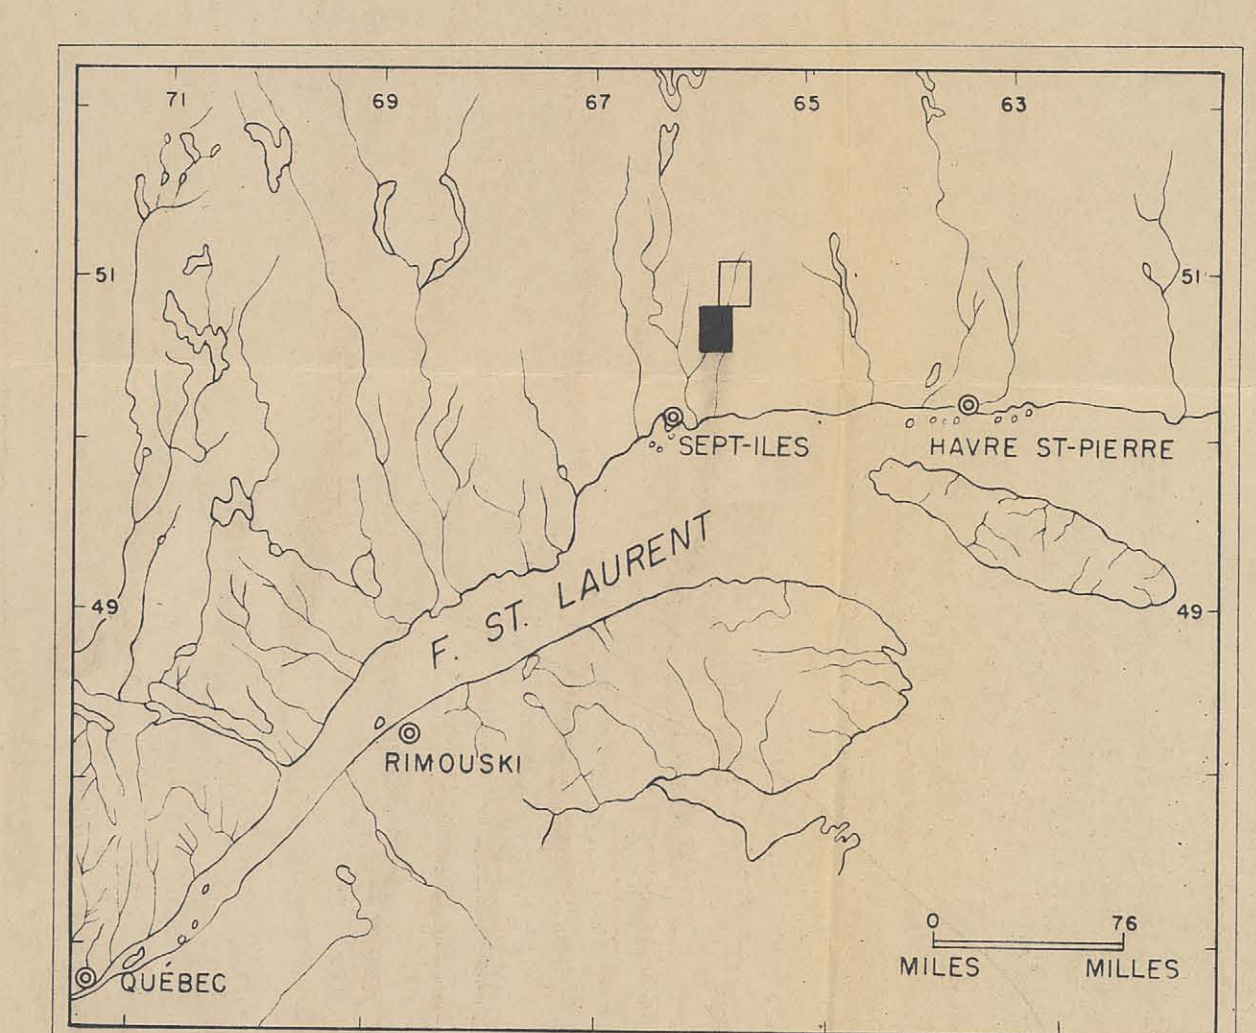 71 69 67 65 63
51 51
SEPT-ILES
HAVRE ST-PIERRE
F. ST. LAURENT
49 49
RIMOUSKI
0 76
MILES MILLES
QUÉBEC